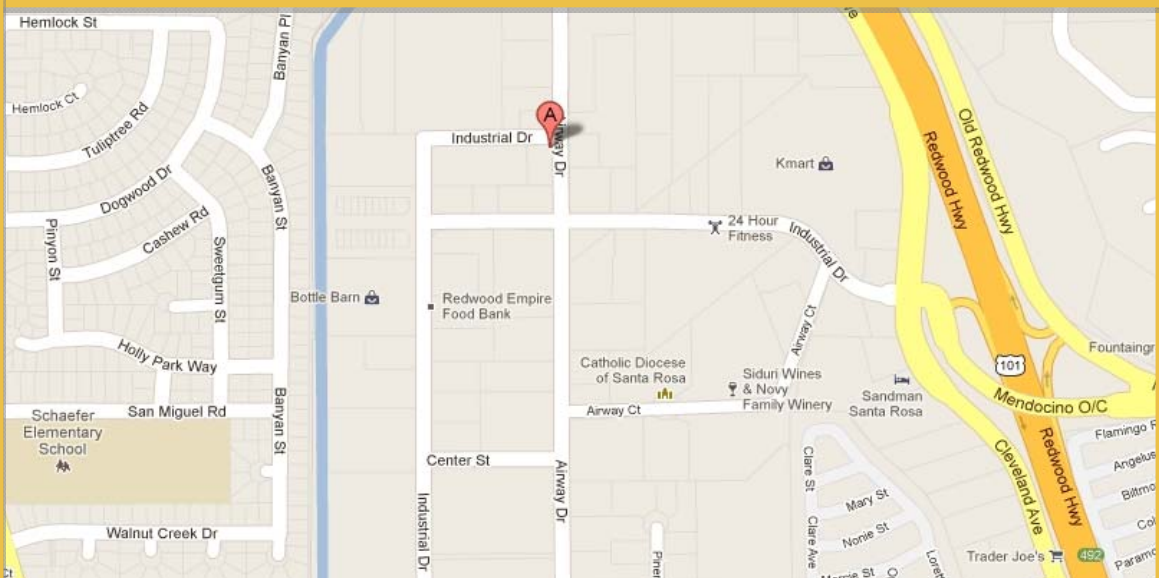 Hemlock St
Banyan Pl
Hemlock Ct
Tuliptree Rd
Dogwood Dr
Cashew Rd
Pinyon St
Sweetgum St
Banyan St
Holly Park Way
San Miguel Rd
Schaefer
Elementary
School
Banyan St
Walnut Creek Dr
Bottle Barn
Industrial Dr
A
Airway Dr
Kmart
24 Hour
Fitness
Industrial Dr
Redwood Empire
Food Bank
Catholic Diocese
of Santa Rosa
Siduri Wines
& Novy
Family Winery
Airway Ct
Airway Ct
Center St
Industrial Dr
Airway Dr
Sandman
Santa Rosa
Redwood Hwy
Old Redwood Hwy
101
Mendocino O/C
Cleveland Ave
Redwood Hwy
Clare St
Clare Ave
Mary St
Nonie St
Trader Joe's
492